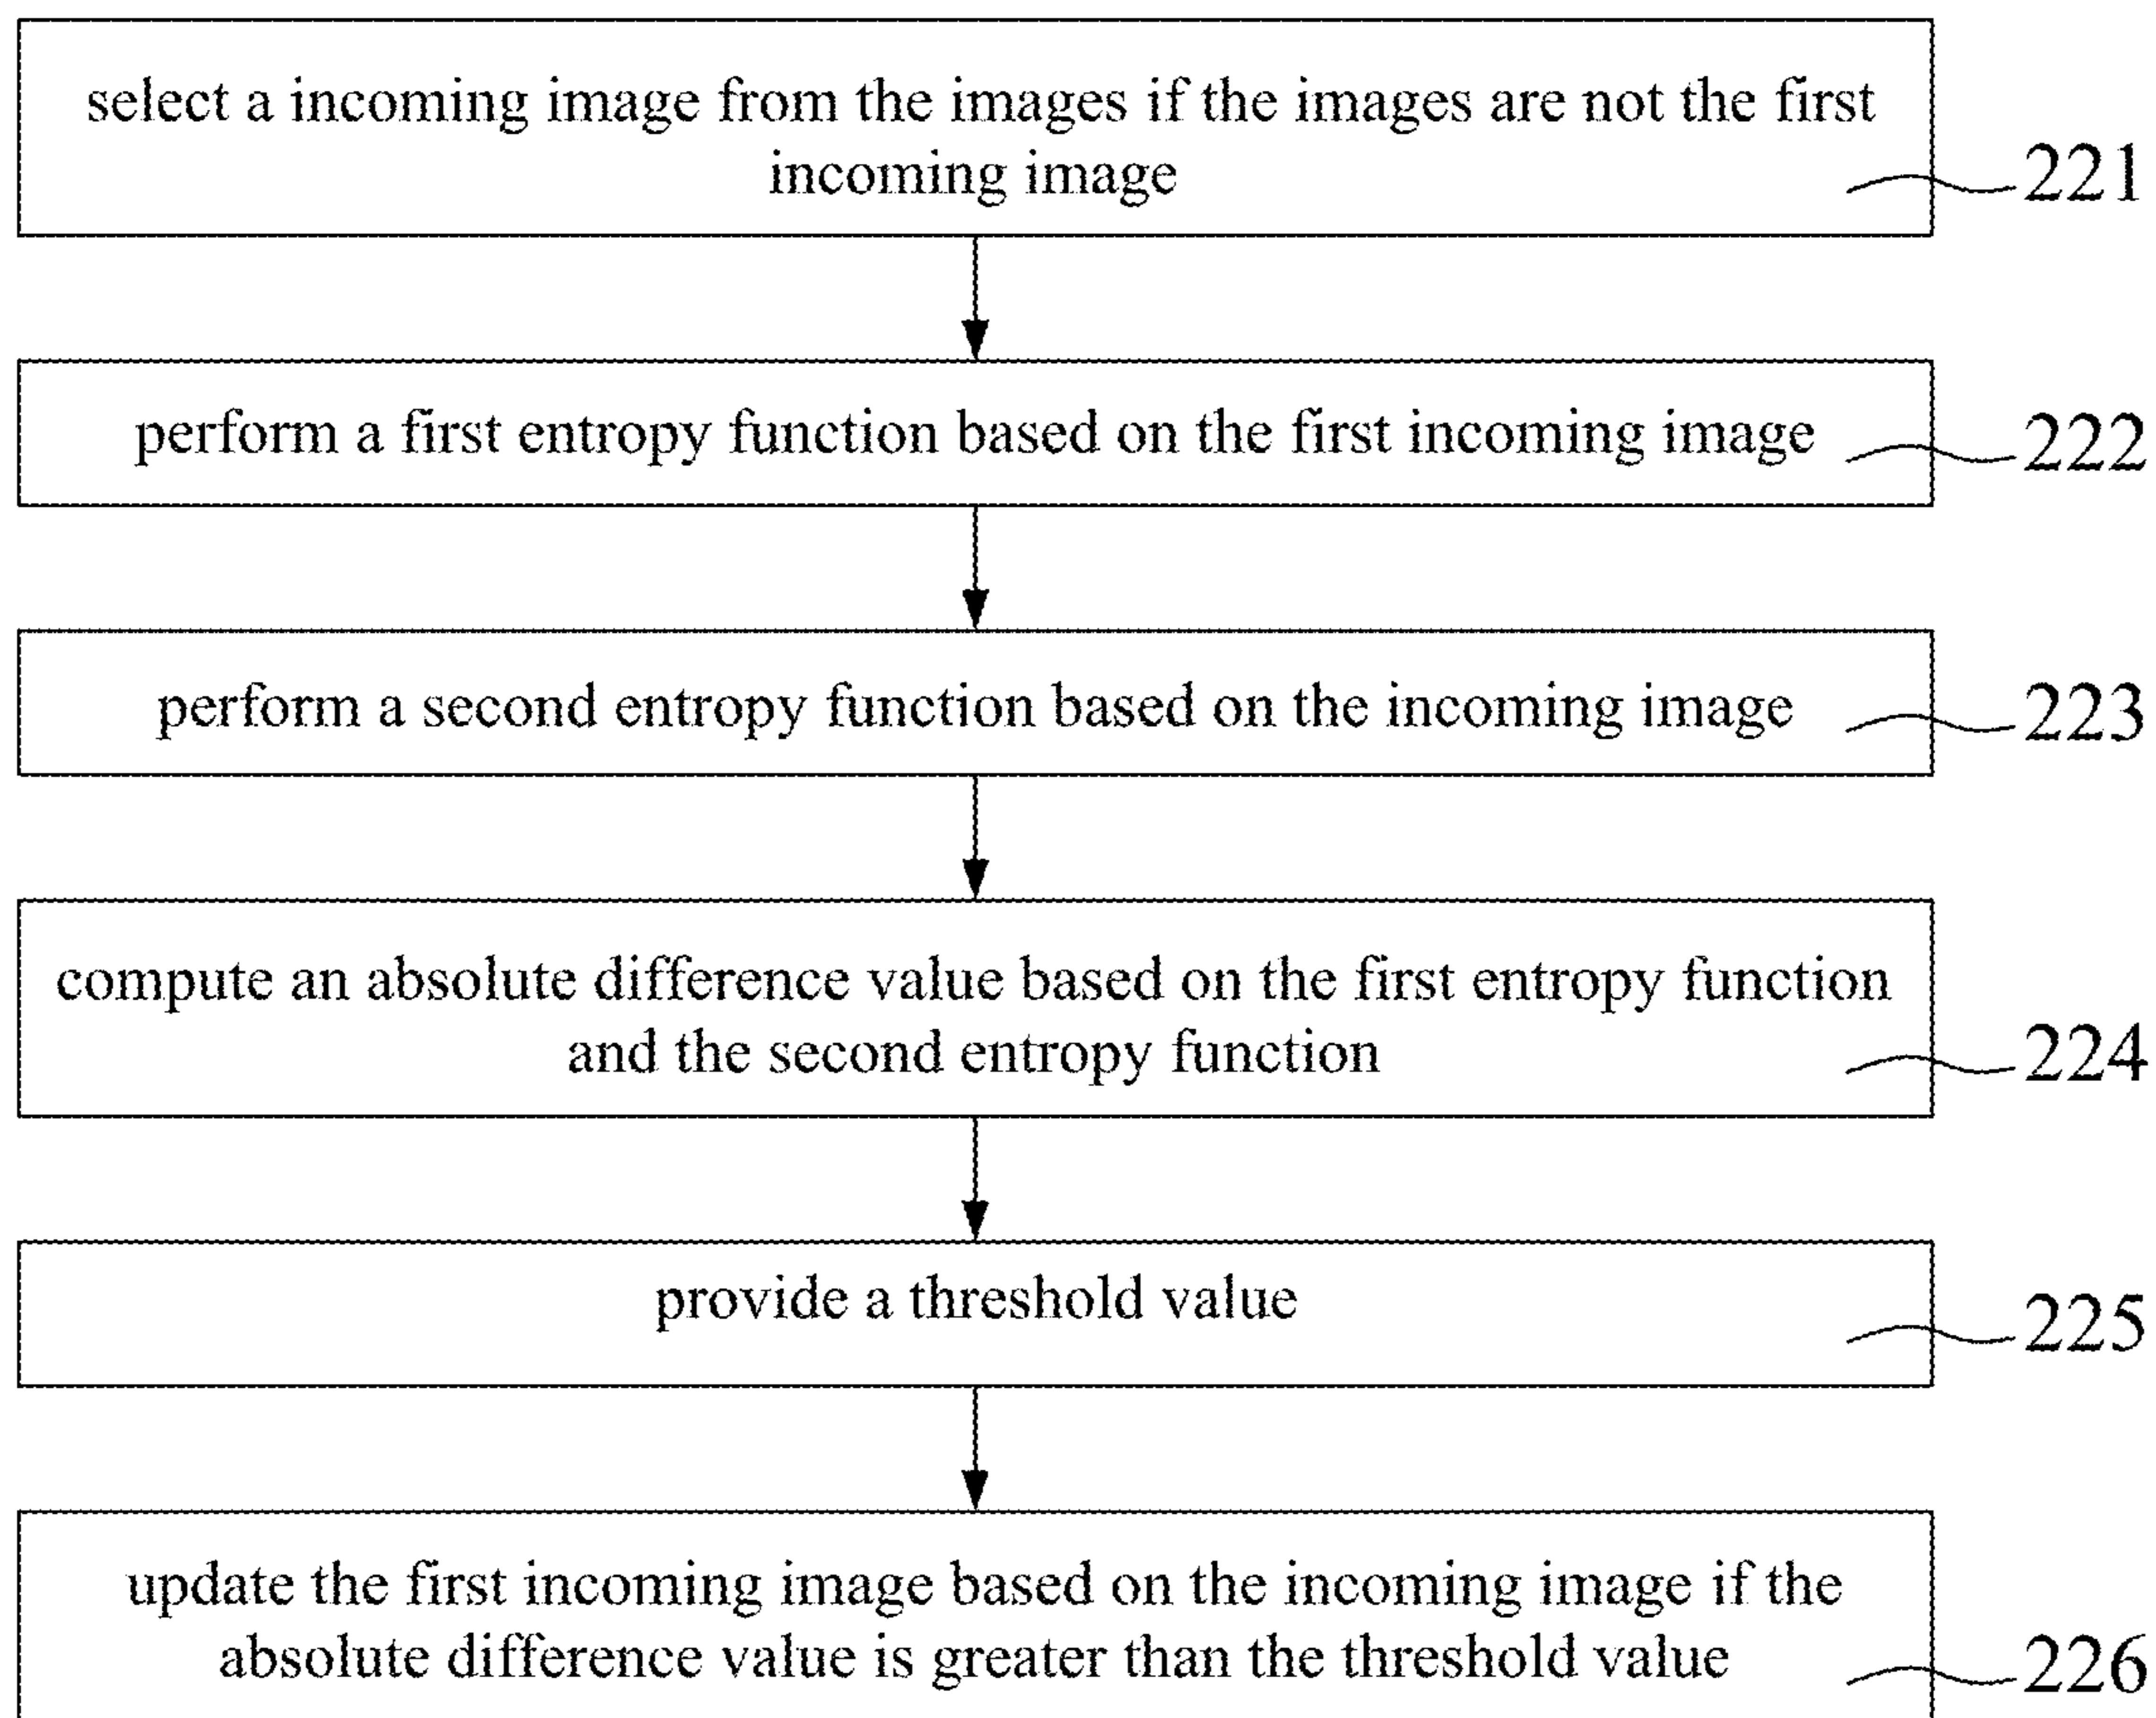 select a incoming image from the images if the images are not the first
incoming image
221
perform a first entropy function based on the first incoming image
222
perform a second entropy function based on the incoming image
223
compute an absolute difference value based on the first entropy function
and the second entropy function
224
provide a threshold value
225
update the first incoming image based on the incoming image if the
absolute difference value is greater than the threshold value
226